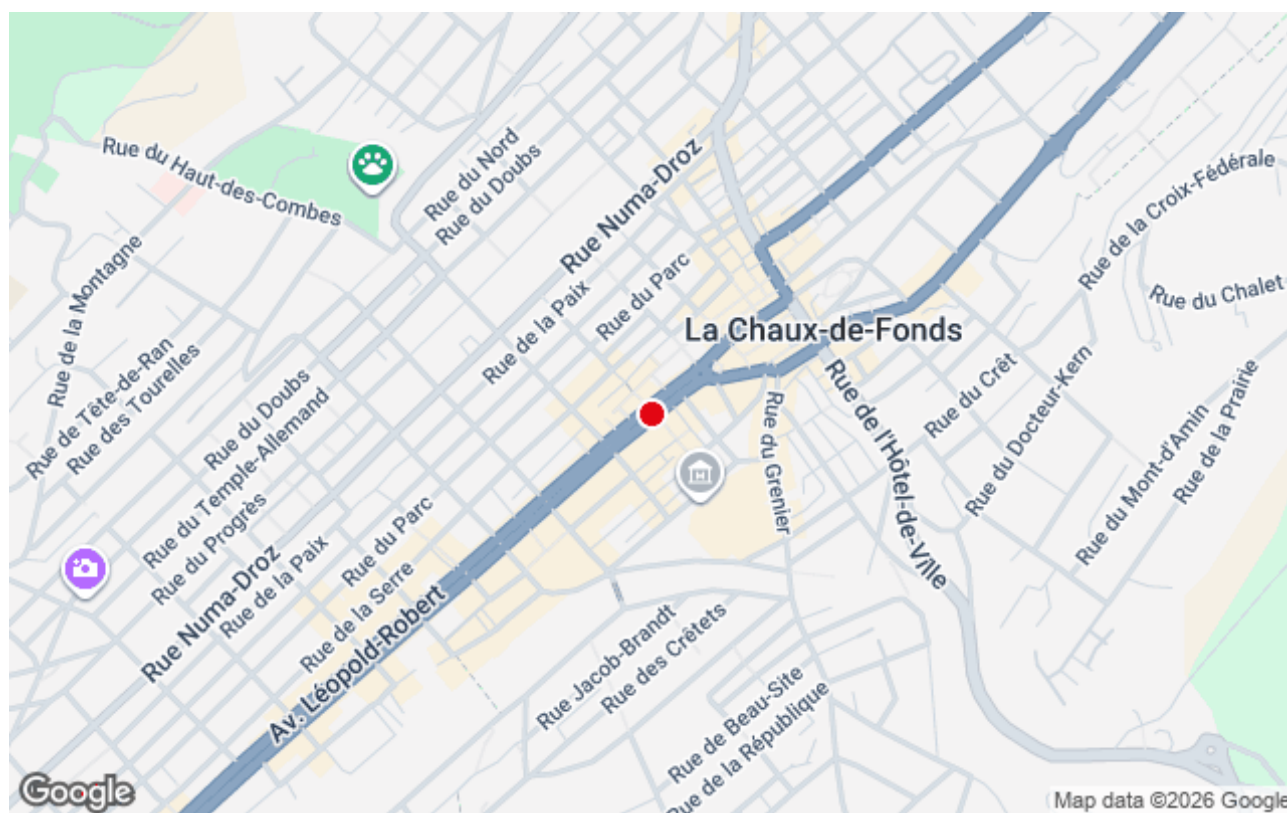 Rue du Haut-des-Combes
Rue du Nord
Rue du Doubs
Rue Numa-Droz
Rue de la Croix-Fédérale
Rue de la Montagne
Rue du Parc
Rue de la Paix
Rue du Chalet
La Chaux-de-Fonds
Rue de Tête-de-Ran
Rue des Tourelles
Rue du Doubs
Rue du Temple-Allemand
Rue du Progrès
Rue du Grenier
Rue de l'Hôtel-de-Ville
Rue du Crêt
Rue du Docteur-Kern
Rue du Mont-d'Amin
Rue de la Prairie
Rue Numa-Droz
Rue de la Paix
Rue du Parc
Rue de la Serre
Av. Léopold-Robert
Rue Jacob-Brandt
Rue des Crêtets
Rue de Beau-Site
Rue de la République
Google
Map data ©2026 Google